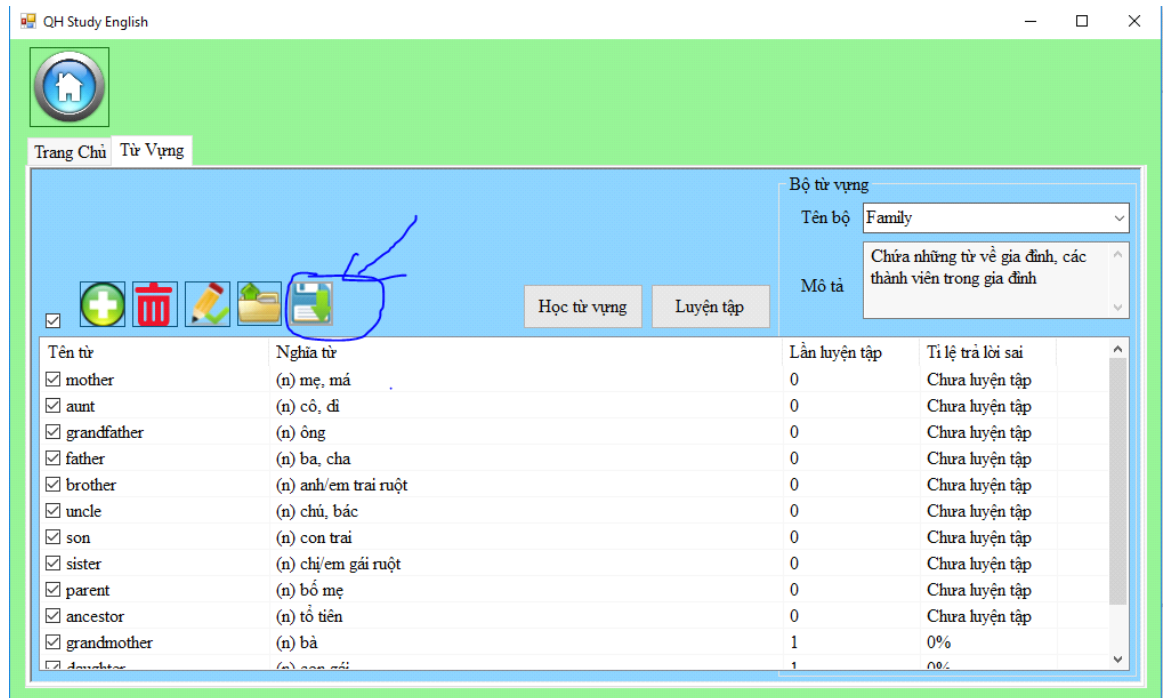 QH Study English
Trang Chủ Từ Vựng
Bộ từ vựng
Tên bộ Family
Mô tả Chứa những từ về gia đình, các
thành viên trong gia đình
Học từ vựng Luyện tập
Tên từ Nghĩa từ Lần luyện tập Tỉ lệ trả lời sai
mother (n) mẹ, má 0 Chưa luyện tập
aunt (n) cô, dì 0 Chưa luyện tập
grandfather (n) ông 0 Chưa luyện tập
father (n) ba, cha 0 Chưa luyện tập
brother (n) anh/em trai ruột 0 Chưa luyện tập
uncle (n) chú, bác 0 Chưa luyện tập
son (n) con trai 0 Chưa luyện tập
sister (n) chị/em gái ruột 0 Chưa luyện tập
parent (n) bố mẹ 0 Chưa luyện tập
ancestor (n) tổ tiên 0 Chưa luyện tập
grandmother (n) bà 1 0%
daughter (n) con gái 1 0%